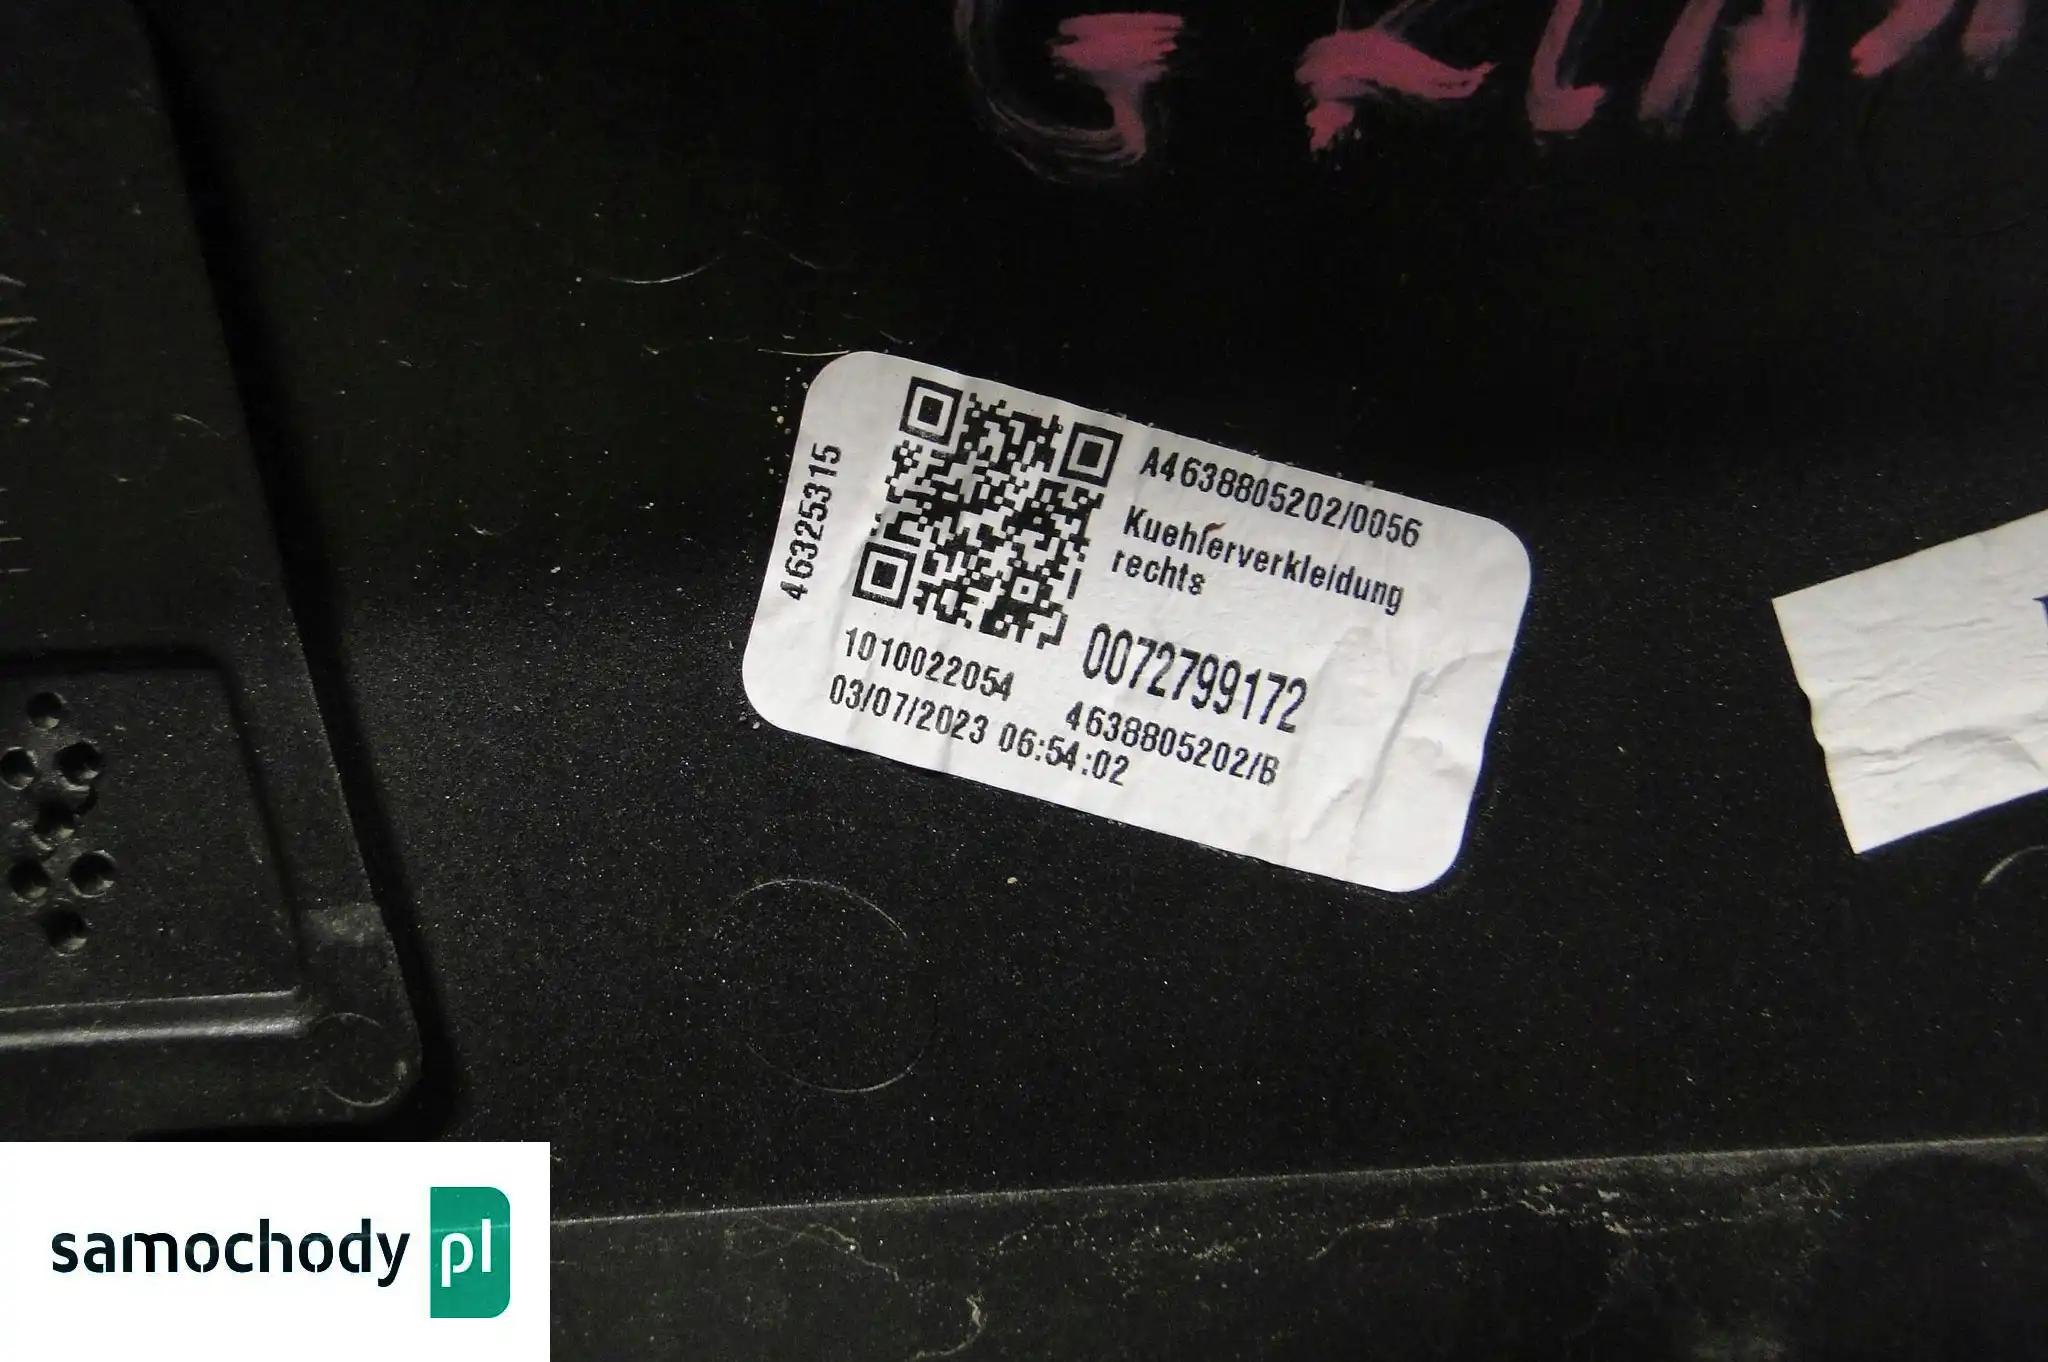 46325315
A4638805202/0056
Kuehlerverkleidung
rechts
0072799172
1010022054
4638805202/B
03/07/2023 06:54:02
samochody pl